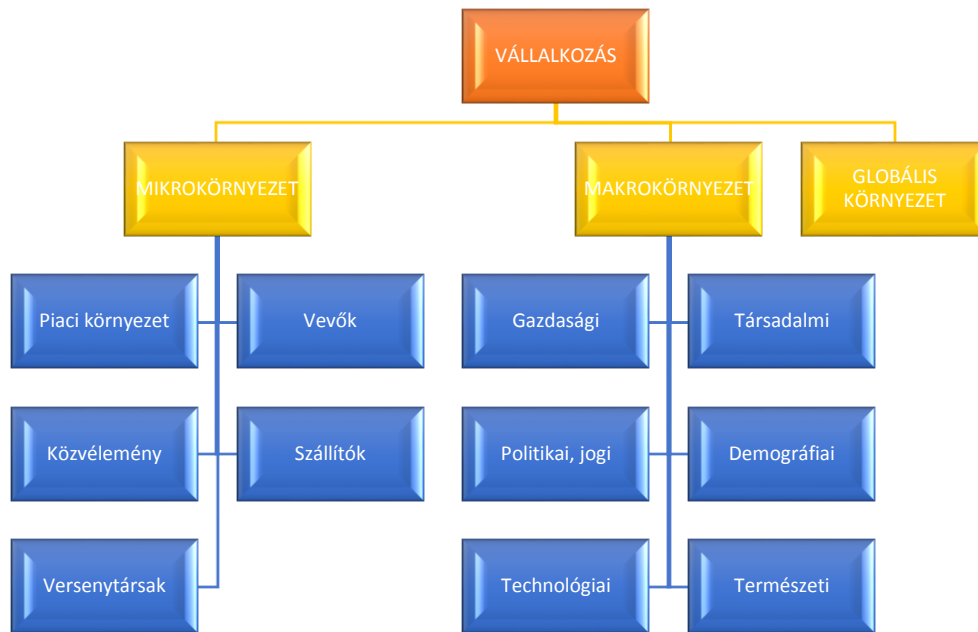 VÁLLALKOZÁS
MIKROKÖRNYEZET
MAKROKÖRNYEZET
GLOBÁLIS
KÖRNYEZET
Piaci környezet
Vevők
Közvélemény
Szállítók
Versenytársak
Gazdasági
Társadalmi
Politikai, jogi
Demográfiai
Technológiai
Természeti